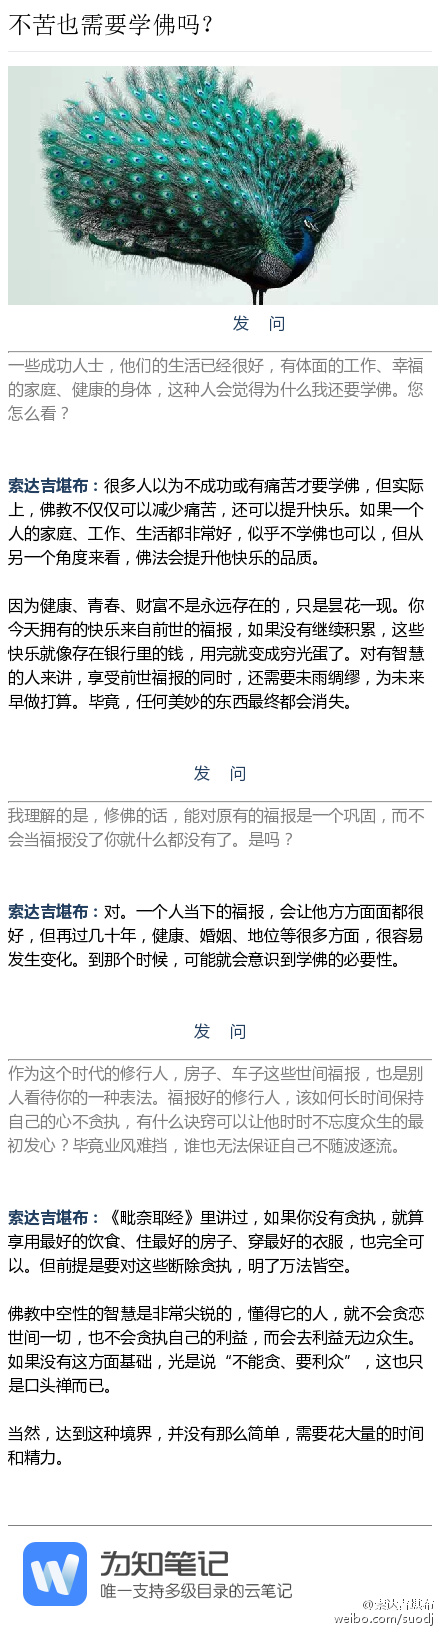 不苦也需要学佛吗？
发 问
一些成功人士，他们的生活已经很好，有体面的工作、幸福
的家庭、健康的身体，这种人会觉得为什么我还要学佛。您
怎么看？
索达吉堪布：很多人以为不成功或有痛苦才要学佛，但实际
上，佛教不仅仅可以减少痛苦，还可以提升快乐。如果一个
人的家庭、工作、生活都非常好，似乎不学佛也可以，但从
另一个角度来看，佛法会提升他快乐的品质。
因为健康、青春、财富不是永远存在的，只是昙花一现。你
今天拥有的快乐来自前世的福报，如果没有继续积累，这些
快乐就像存在银行里的钱，用完就变成穷光蛋了。对有智慧
的人来讲，享受前世福报的同时，还需要未雨绸缪，为未来
早做打算。毕竟，任何美妙的东西最终都会消失。
发 问
我理解的是，修佛的话，能对原有的福报是一个巩固，而不
会当福报没了你就什么都没有了。是吗？
索达吉堪布：对。一个人当下的福报，会让他方方面面都很
好，但再过几十年，健康、婚姻、地位等很多方面，很容易
发生变化。到那个时候，可能就会意识到学佛的必要性。
发 问
作为这个时代的修行人，房子、车子这些世间福报，也是别
人看待你的一种表法。福报好的修行人，该如何长时间保持
自己的心不贪执，有什么诀窍可以让他时时不忘度众生的最
初发心？毕竟业风难挡，谁也无法保证自己不随波逐流。
索达吉堪布：《毗奈耶经》里讲过，如果你没有贪执，就算
享用最好的饮食、住最好的房子、穿最好的衣服，也完全可
以。但前提是要对这些断除贪执，明了万法皆空。
佛教中空性的智慧是非常尖锐的，懂得它的人，就不会贪恋
世间一切，也不会贪执自己的利益，而会去利益无边众生。
如果没有这方面基础，光是说“不能贪、要利众”，这也只
是口头禅而已。
当然，达到这种境界，并没有那么简单，需要花大量的时间
和精力。
为知笔记
唯一支持多级目录的云笔记
@索达吉堪布
weibo.com/suodj